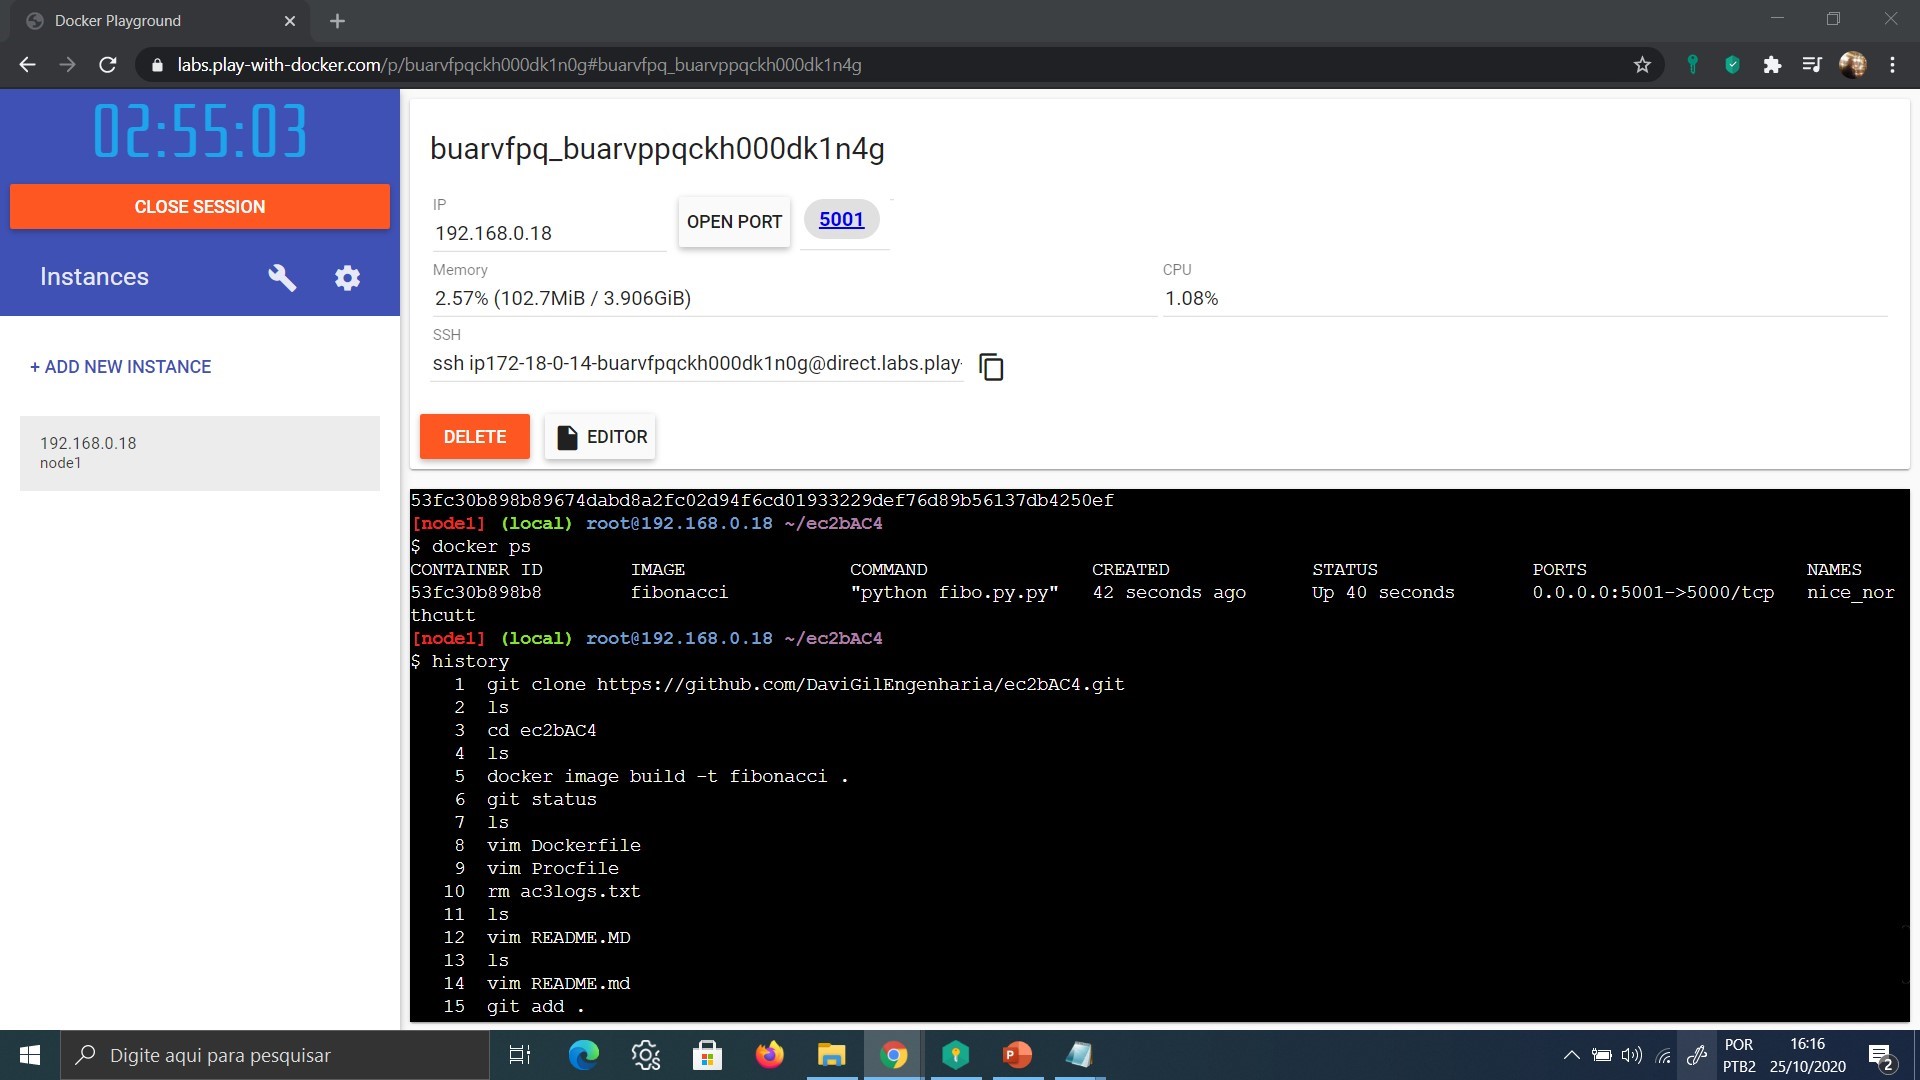 Docker Playground
labs.play-with-docker.com/p/buarvfpqckh000dk1n0g#buarvfpq_buarvppqckh000dk1n4g
02:55:03
CLOSE SESSION
Instances
+ ADD NEW INSTANCE
192.168.0.18
node1
buarvfpq_buarvppqckh000dk1n4g
IP
192.168.0.18
OPEN PORT
5001
Memory
2.57% (102.7MiB / 3.906GiB)
CPU
1.08%
SSH
ssh ip172-18-0-14-buarvfpqckh000dk1n0g@direct.labs.play-
DELETE
EDITOR
53fc30b898b89674dabd8a2fc02d94f6cd01933229def76d89b56137db4250ef
[node1] (local) root@192.168.0.18 ~/ec2bAC4
$ docker ps
CONTAINER ID IMAGE COMMAND CREATED STATUS PORTS NAMES
53fc30b898b8 fibonacci "python fibo.py.py" 42 seconds ago Up 40 seconds 0.0.0.0:5001->5000/tcp nice_nor
thcutt
[node1] (local) root@192.168.0.18 ~/ec2bAC4
$ history
1 git clone https://github.com/DaviGilEngenharia/ec2bAC4.git
2 ls
3 cd ec2bAC4
4 ls
5 docker image build -t fibonacci .
6 git status
7 ls
8 vim Dockerfile
9 vim Procfile
10 rm ac3logs.txt
11 ls
12 vim README.MD
13 ls
14 vim README.md
15 git add .
Digite aqui para pesquisar
POR
PTB2
16:16
25/10/2020
2